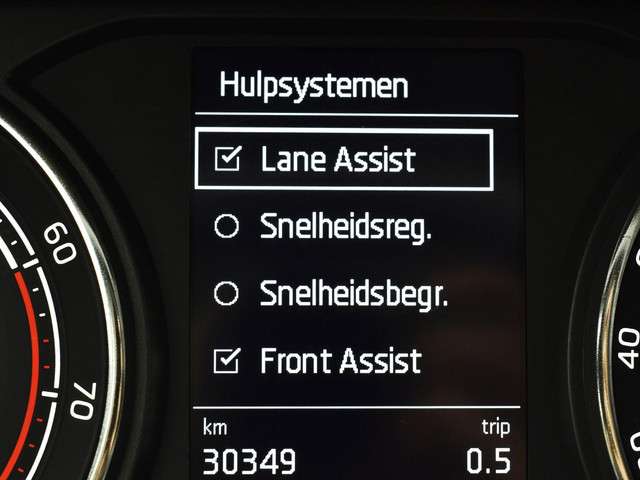 Hulpsystemen
Lane Assist
Snelheidsreg.
Snelheidsbegr.
Front Assist
km trip
30349 0.5
60
70
40